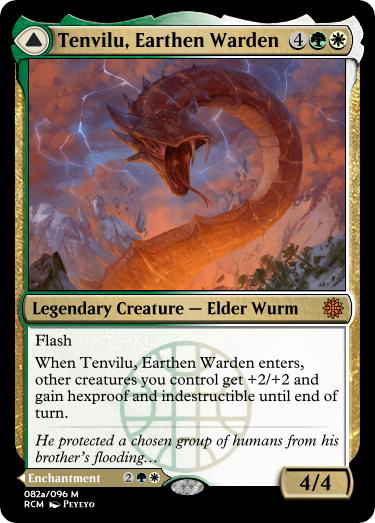 Tenvilu, Earthen Warden 4
Legendary Creature — Elder Wurm
Flash
When Tenvilu, Earthen Warden enters,
other creatures you control get +2/+2 and
gain hexproof and indestructible until end of
turn.
He protected a chosen group of humans from his
brother's flooding...
Enchantment 2
4/4
082a/096 M
RCM Peyeyo